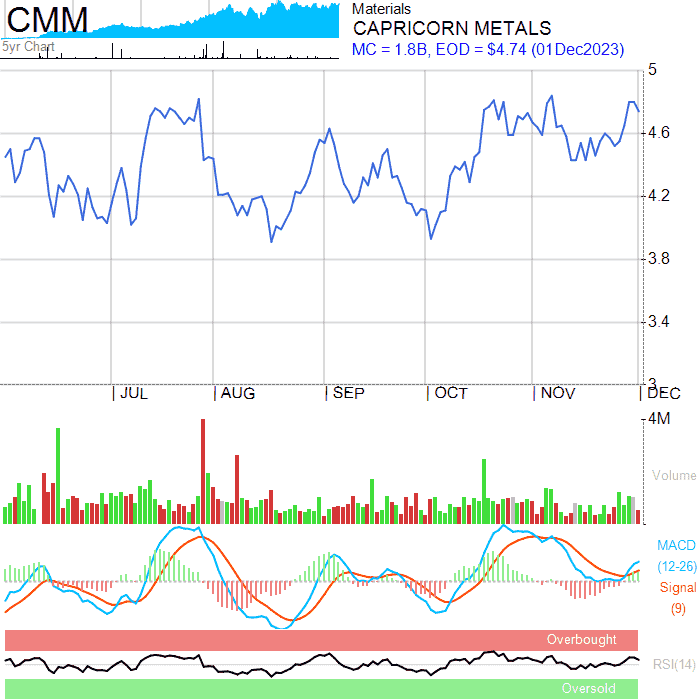 CMM
5yr Chart
Materials
CAPRICORN METALS
MC = 1.8B, EOD = $4.74 (01Dec2023)
5
4.6
4.2
3.8
3.4
3
JUL
AUG
SEP
OCT
NOV
DEC
4M
Volume
MACD
(12-26)
Signal
(9)
Overbought
RSI(14)
Oversold